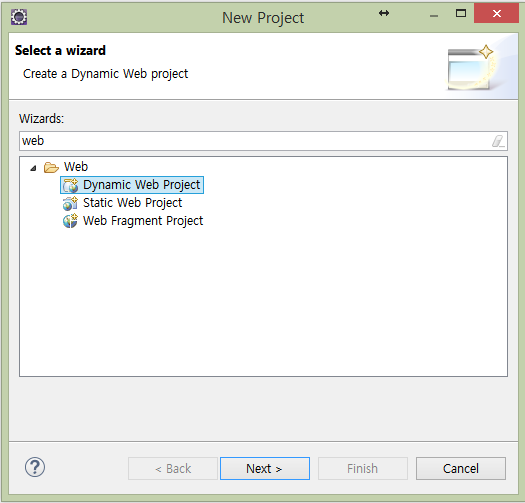 New Project
Select a wizard
Create a Dynamic Web project
Wizards:
web
Web
Dynamic Web Project
Static Web Project
Web Fragment Project
?
< Back
Next >
Finish
Cancel